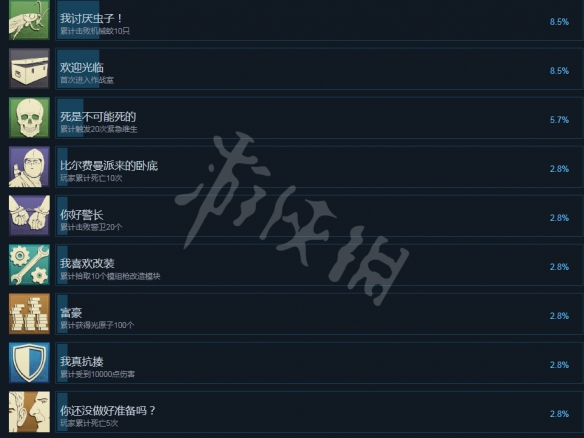 我讨厌虫子！
累计击败机械蚊10只
8.5%
欢迎光临
首次进入作战室
8.5%
死是不可能死的
累计触发20次紧急维生
5.7%
比尔费曼派来的卧底
玩家累计死亡10次
2.8%
你好警长
累计击败警卫20个
2.8%
我喜欢改装
累计拾取10个模组枪改造模块
2.8%
富豪
累计获得光原子100个
2.8%
我真抗揍
累计受到10000点伤害
2.8%
你还没做好准备吗？
玩家累计死亡5次
2.8%
游侠网